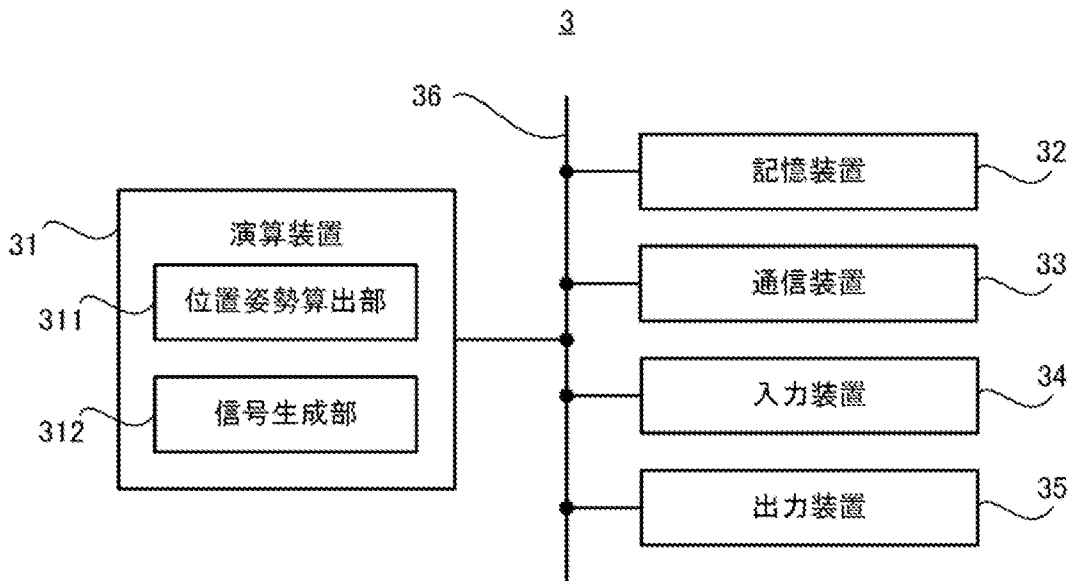 3
36
記憶装置
32
31
演算装置
通信装置
33
311
位置姿勢算出部
入力装置
34
312
信号生成部
出力装置
35